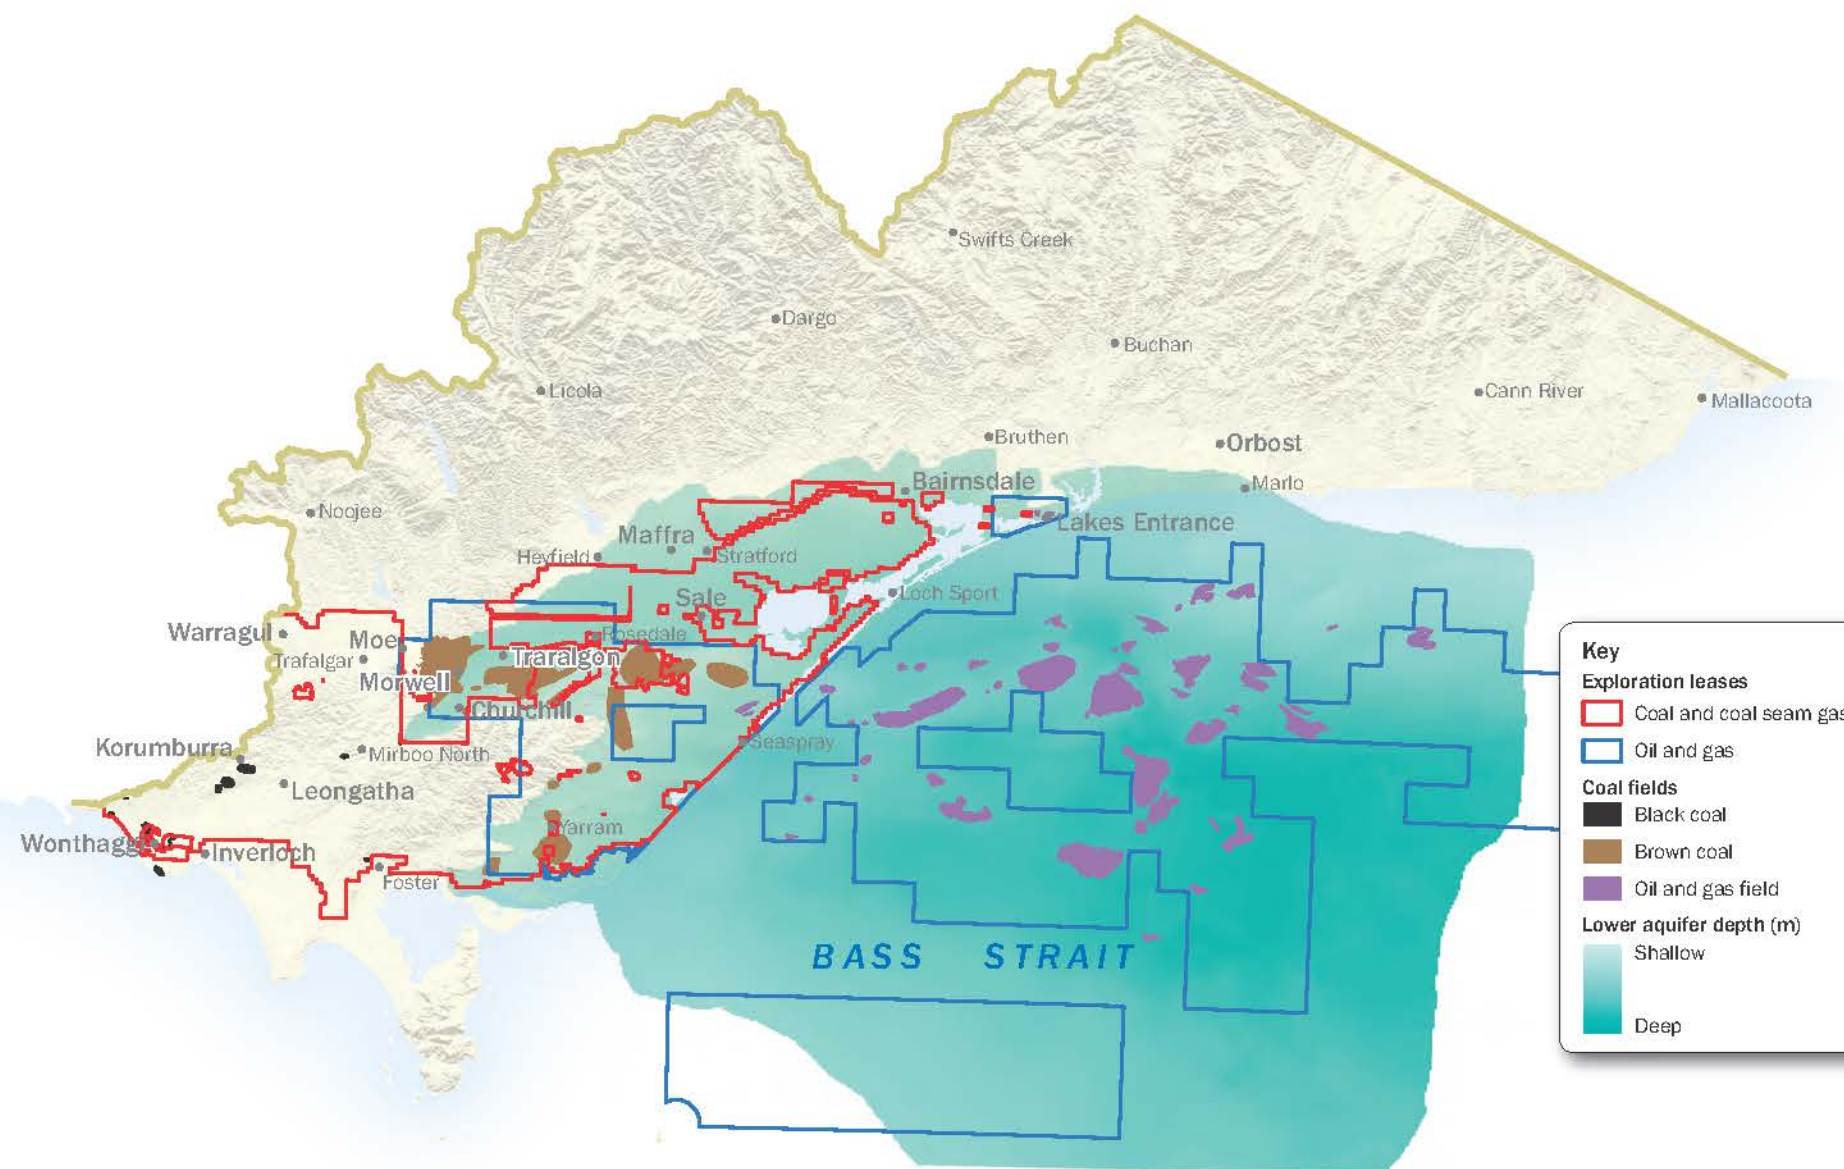 Swifts Creek
Dargo
Buchan
Licola
Cann River
Mallacoota
Bruthen
Orbost
Bairnsdale
Marlo
Noojee
Lakes Entrance
Maffra
Heyfield
Stratford
Loch Sport
Sale
Warragul
Moe
Rosedale
Trafalgar
Traralgon
Morwell
Churchill
Korumburra
Mirboo North
Seaspray
Leongatha
Yarram
Wonthaggi
Inverloch
Foster
BASS STRAIT
Key
Exploration leases
Coal and coal seam gas
Oil and gas
Coal fields
Black coal
Brown coal
Oil and gas field
Lower aquifer depth (m)
Shallow
Deep